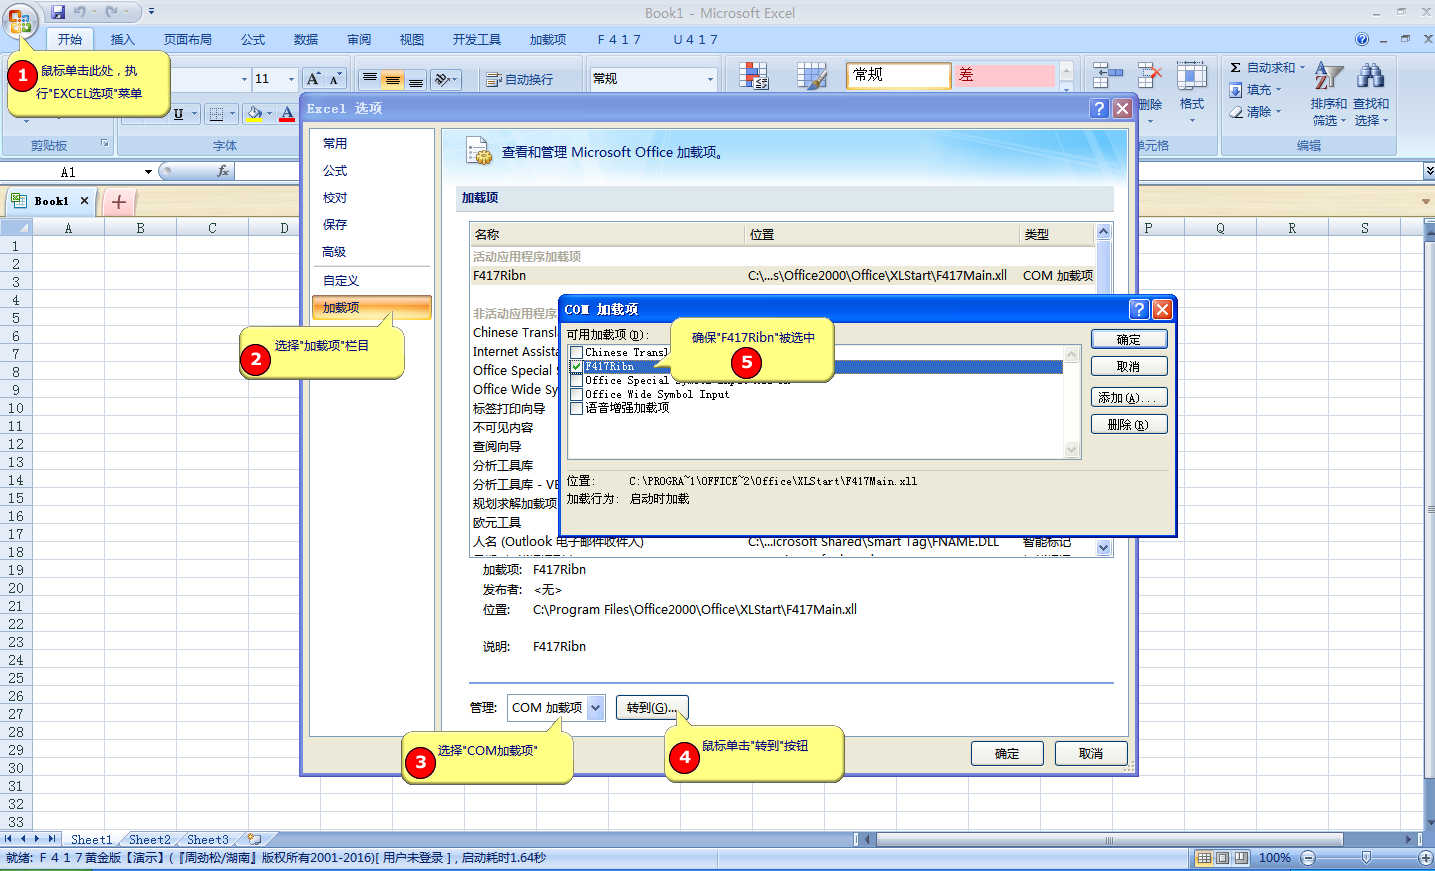 Book1 - Microsoft Excel
开始 插入 页面布局 公式 数据 审阅 视图 开发工具 加载项 F417 U417
1 鼠标单击此处，执
行"EXCEL选项"菜单
11 A A 自动换行 常规 常规 差 删除 格式 Σ 自动求和 填充 清除 排序和
筛选 查找和
选择
U A
剪贴板 字体 单元格 编辑
A1 fx
Book1
A B C D P Q R S
1
2
3
4
5
6
7
8
9
10
11
12
13
14
15
16
17
18
19
20
21
22
23
24
25
26
27
28
29
30
31
32
33
Excel 选项
常用
公式
校对
保存
高级
自定义
加载项
2 选择"加载项"栏目
查看和管理 Microsoft Office 加载项。
加载项
名称 位置 类型
活动应用程序加载项
F417Ribn C:\...s\Office2000\Office\XLStart\F417Main.xll COM 加载项
非活动应用程序
Chinese Transl
Internet Assista
Office Special S
Office Wide Sy
标签打印向导
不可见内容
查阅向导
分析工具库
分析工具库 - VB
规划求解加载项
欧元工具
人名 (Outlook 电子邮件收件人) C:\...icrosoft Shared\Smart Tag\FNAME.DLL 智能标记
加载项: F417Ribn
发布者: <无>
位置: C:\Program Files\Office2000\Office\XLStart\F417Main.xll
说明: F417Ribn
管理: COM 加载项 转到(G)...
3 选择"COM加载项"
4 鼠标单击"转到"按钮
确定 取消
COM 加载项
可用加载项(D):
Chinese Transl
F417Ribn
Office Special Symbol Input Add-in
Office Wide Symbol Input
语音增强加载项
确保"F417Ribn"被选中
5
确定
取消
添加(A)...
删除(R)
位置: C:\PROGRA~1\OFFICE~2\Office\XLStart\F417Main.xll
加载行为: 启动时加载
Sheet1 Sheet2 Sheet3
就绪: F417黄金版【演示】(『周劲松/湖南』版权所有2001-2016)[ 用户未登录 ]，启动耗时1.64秒 100%